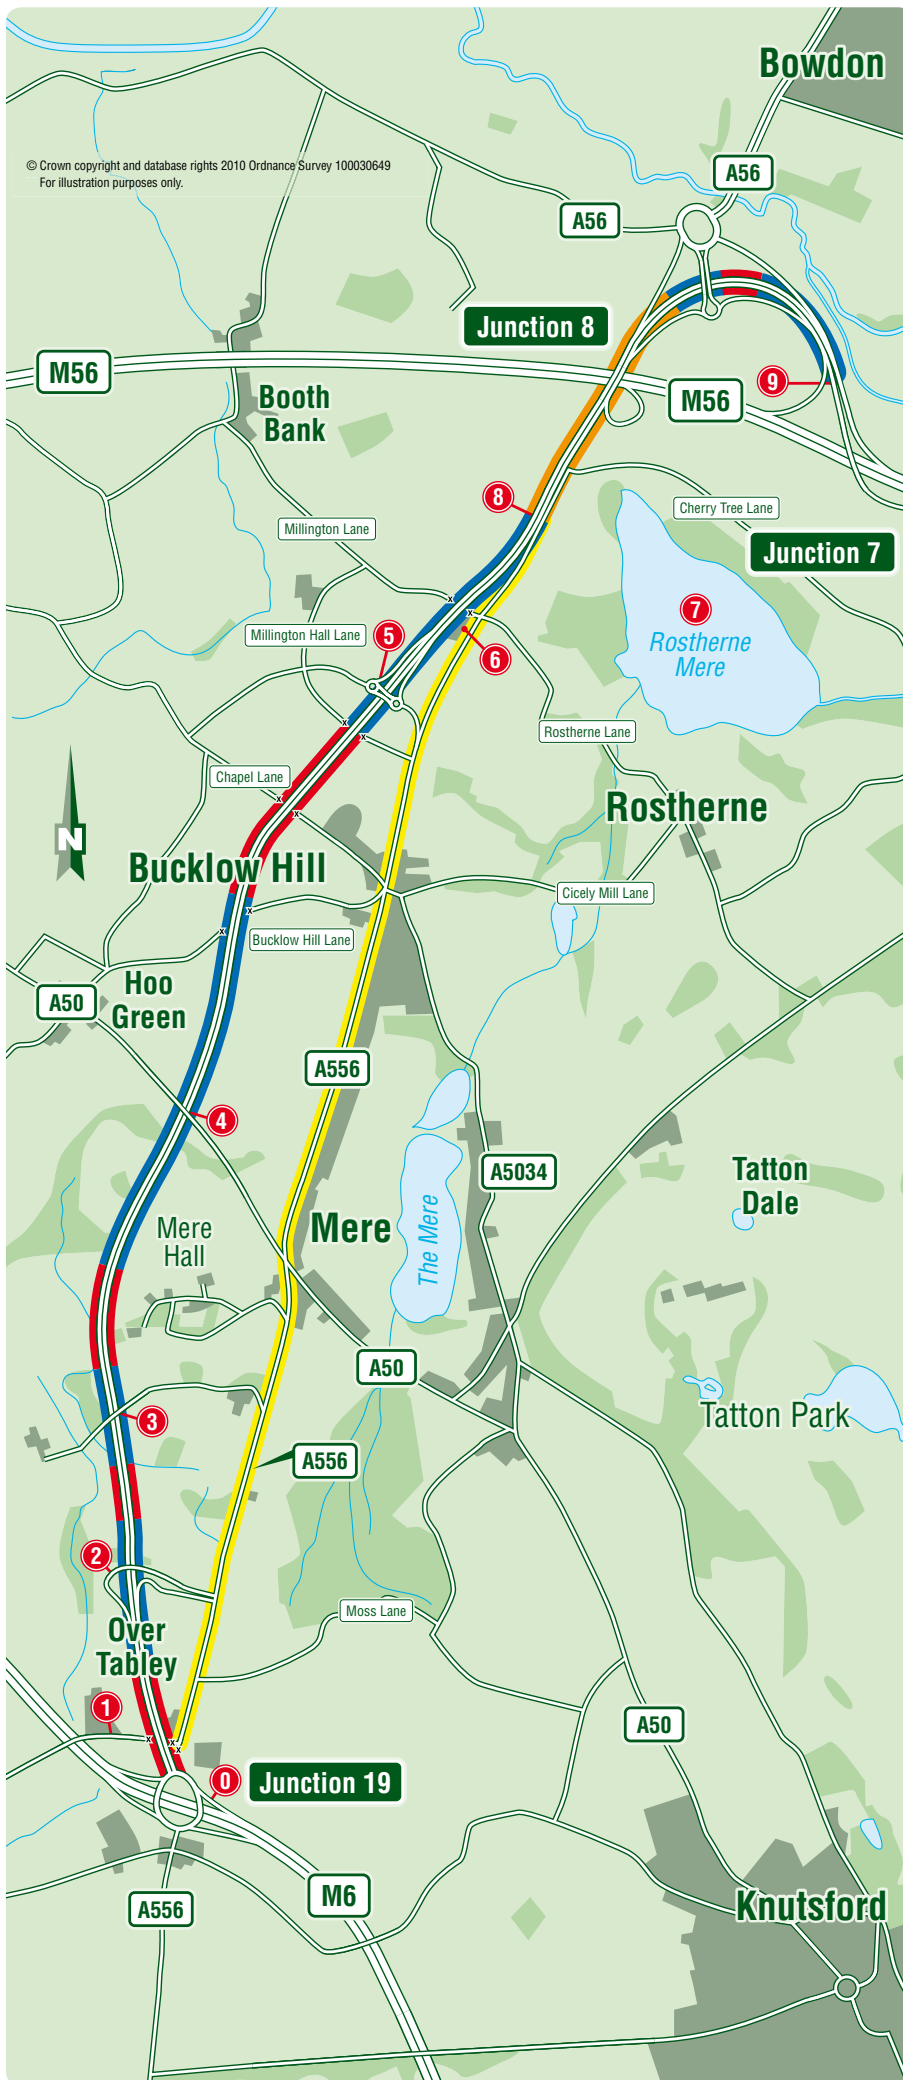 Bowdon
© Crown copyright and database rights 2010 Ordnance Survey 100030649
For illustration purposes only.
A56
A56
Junction 8
M56
9
M56
Booth
Bank
8
Cherry Tree Lane
Millington Lane
Junction 7
7
Millington Hall Lane
5
Rostherne
Mere
6
x
x
Rostherne Lane
x
x
Chapel Lane
x
x
Rostherne
N
Bucklow Hill
Cicely Mill Lane
x
x
Bucklow Hill Lane
Hoo
Green
A50
A556
4
A5034
Tatton
Dale
Mere
Hall
Mere
The Mere
A50
3
Tatton Park
A556
2
Moss Lane
Over
Tabley
1
A50
x
x
x
0
Junction 19
M6
A556
Knutsford